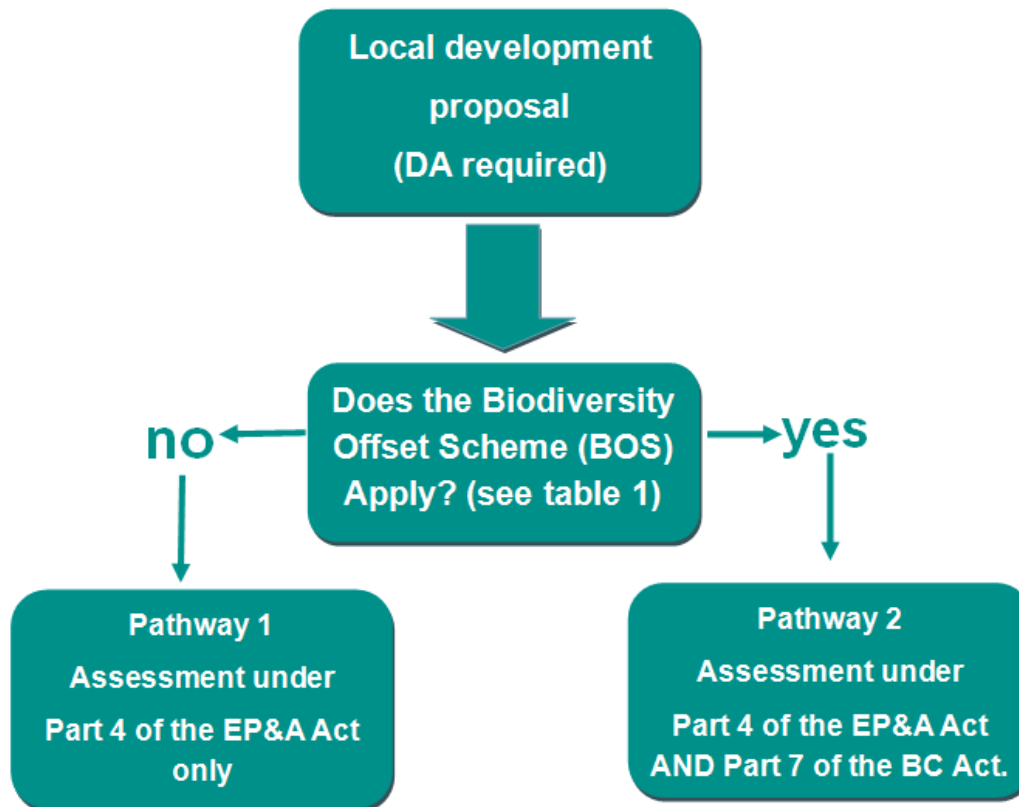 Local development
proposal
(DA required)
Does the Biodiversity
Offset Scheme (BOS)
Apply? (see table 1)
no
yes
Pathway 1
Assessment under
Part 4 of the EP&A Act
only
Pathway 2
Assessment under
Part 4 of the EP&A Act
AND Part 7 of the BC Act.